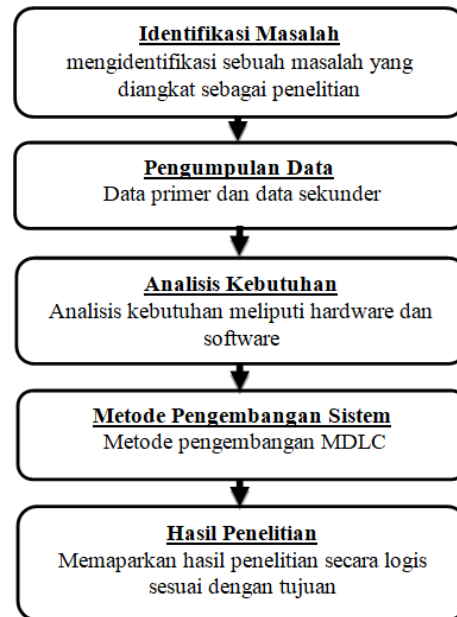 Identifikasi Masalah
mengidentifikasi sebuah masalah yang
diangkat sebagai penelitian
Pengumpulan Data
Data primer dan data sekunder
Analisis Kebutuhan
Analisis kebutuhan meliputi hardware dan
software
Metode Pengembangan Sistem
Metode pengembangan MDLC
Hasil Penelitian
Memaparkan hasil penelitian secara logis
sesuai dengan tujuan